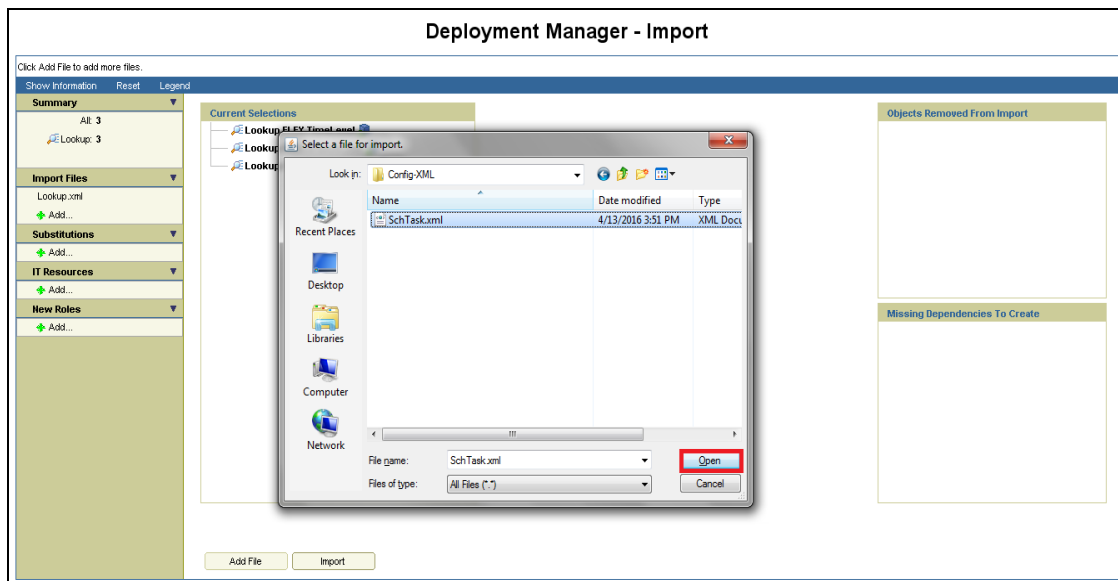 Deployment Manager - Import
Click Add File to add more files.
Show Information Reset Legend
Summary
All: 3
Lookup: 3
Import Files
Lookup.xml
Add...
Substitutions
Add...
IT Resources
Add...
New Roles
Add...
Current Selections
Lookup.FLEX.TimeLevel
Lookup
Lookup
Objects Removed From Import
Missing Dependencies To Create
Select a file for import.
Look in: Config-XML
Name Date modified Type
SchTask.xml 4/13/2016 3:51 PM XML Docu
Recent Places
Desktop
Libraries
Computer
Network
File name: SchTask.xml Open
Files of type: All Files (*.*) Cancel
Add File Import